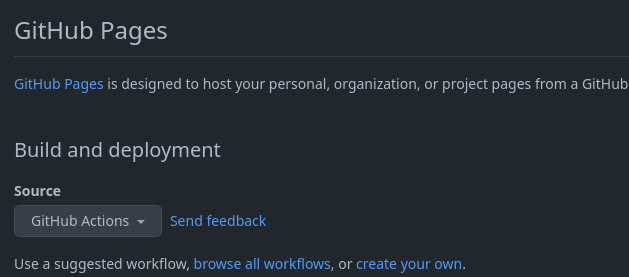 GitHub Pages
GitHub Pages is designed to host your personal, organization, or project pages from a GitHub
Build and deployment
Source
GitHub Actions Send feedback
Use a suggested workflow, browse all workflows, or create your own.